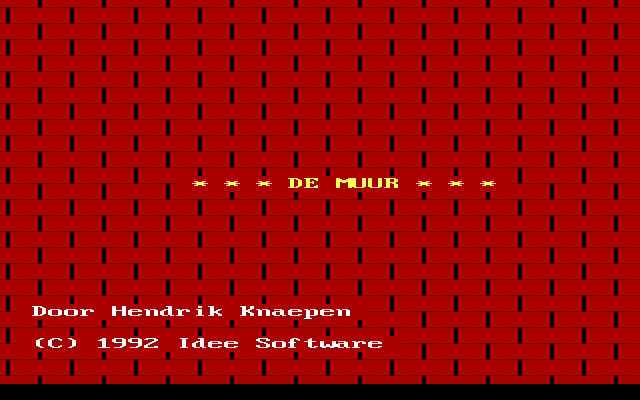 * * * DE MUUR * * *
Door Hendrik Knaepen
(C) 1992 Idee Software